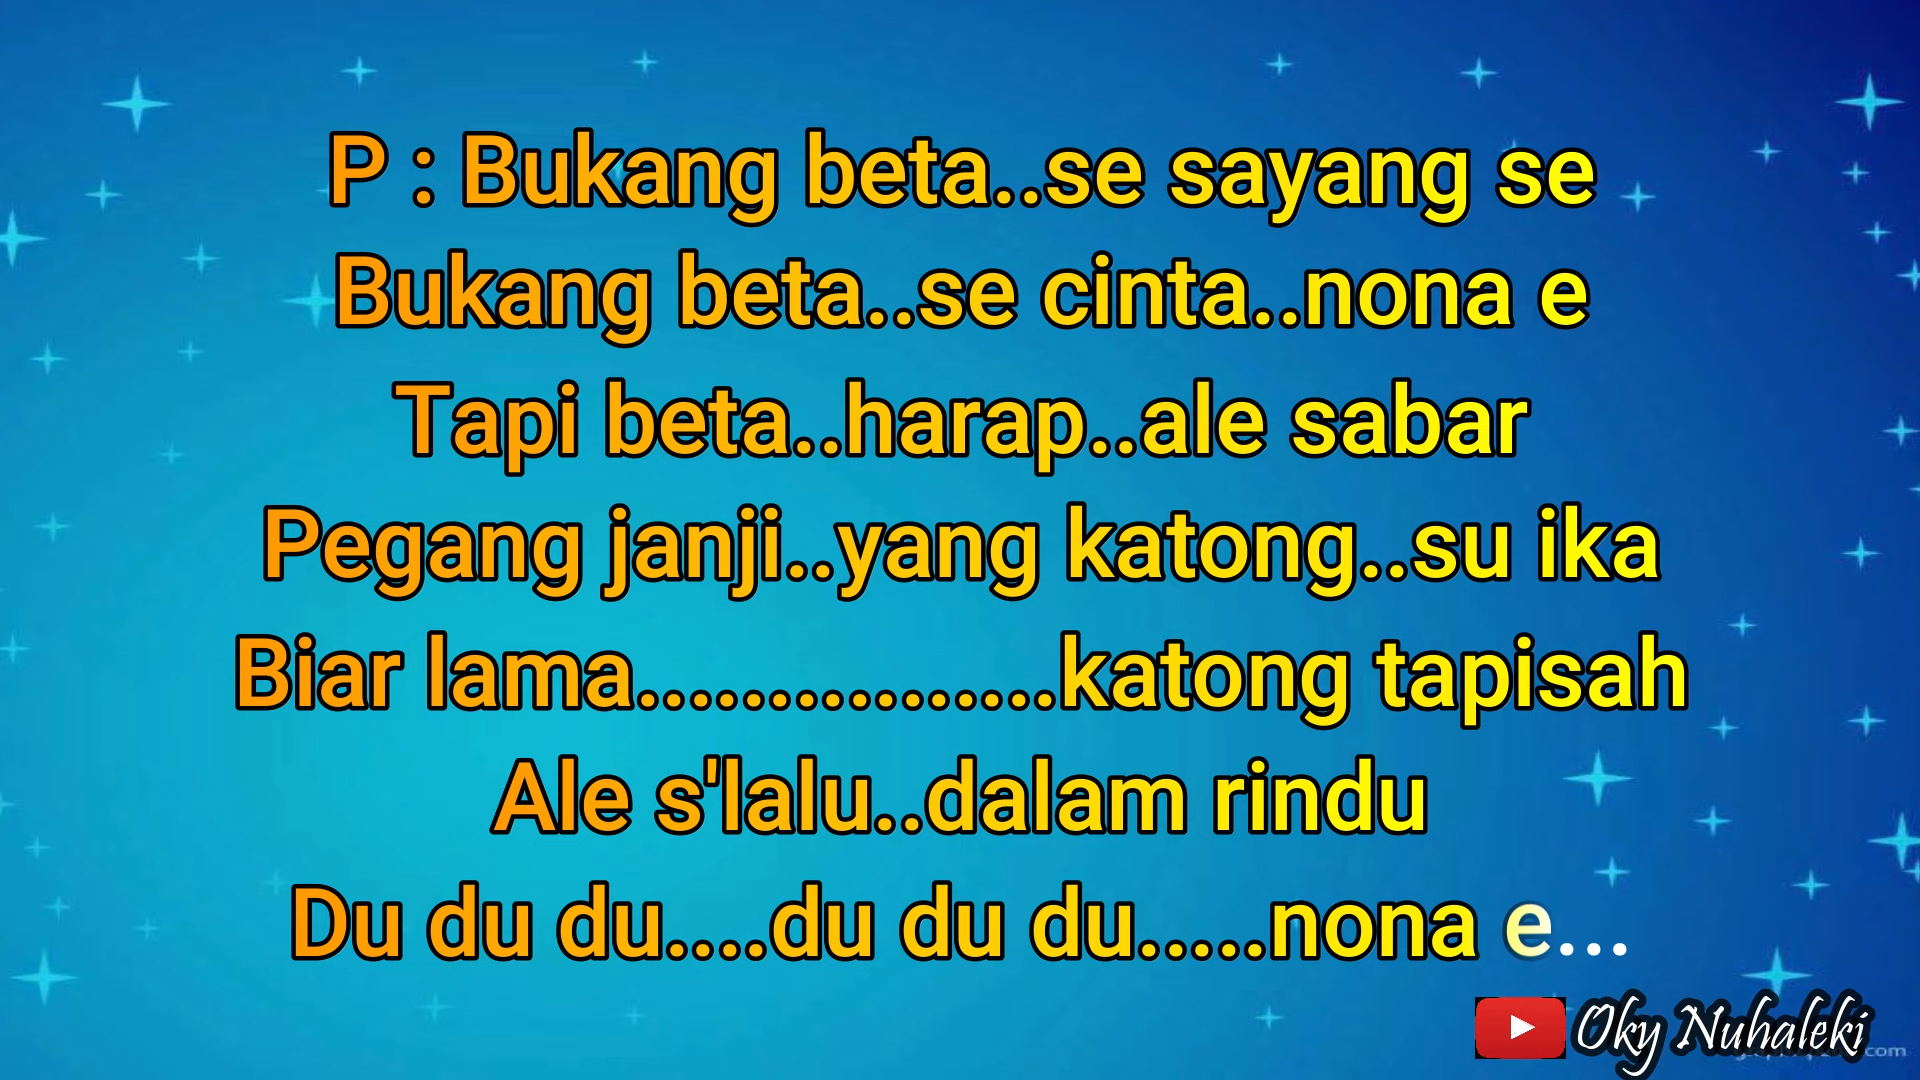 P : Bukang beta..se sayang se
Bukang beta..se cinta..nona e
Tapi beta..harap..ale sabar
Pegang janji..yang katong..su ika
Biar lama................katong tapisah
Ale s'lalu..dalam rindu
Du du du....du du du.....nona e...
Oky Nuhaleki
.com